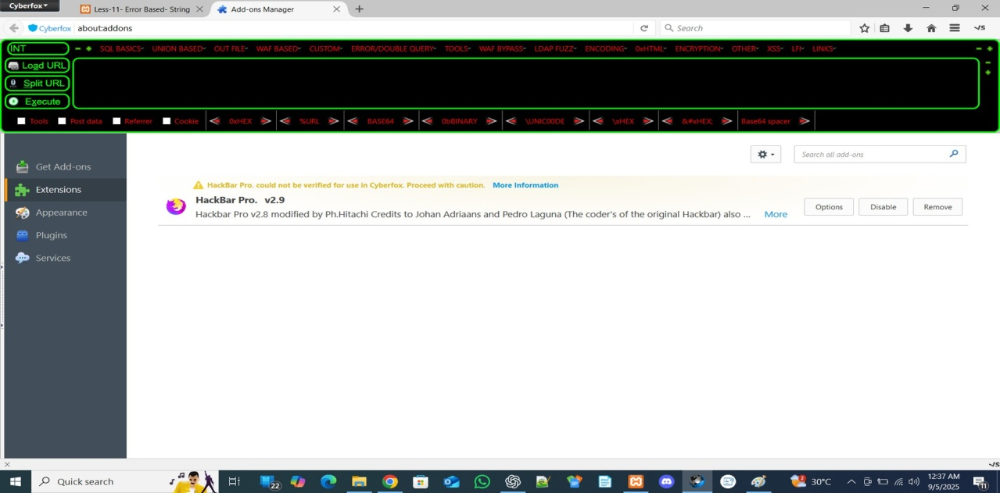 Cyberfox
Less-11- Error Based- String
Add-ons Manager
Cyberfox about:addons
Search
INT
SQL BASICS UNION BASED OUT FILE WAF BASED CUSTOM ERROR/DOUBLE QUERY TOOLS WAF BYPASS LDAP FUZZ ENCODING 0xHTML ENCRYPTION OTHER XSS LFI LINKS
Load URL
Split URL
Execute
Tools Post data Referrer Cookie 0xHEX %URL BASE64 0bBINARY \UNIC00DE \xHEX &#xHEX; Base64 spacer
Get Add-ons
Extensions
Appearance
Plugins
Services
Search all add-ons
HackBar Pro. could not be verified for use in Cyberfox. Proceed with caution. More Information
HackBar Pro. v2.9
Hackbar Pro v2.8 modified by Ph.Hitachi Credits to Johan Adriaans and Pedro Laguna (The coder's of the original Hackbar) also ... More
Options Disable Remove
Quick search
22
2
30°C
12:37 AM
9/5/2025
11